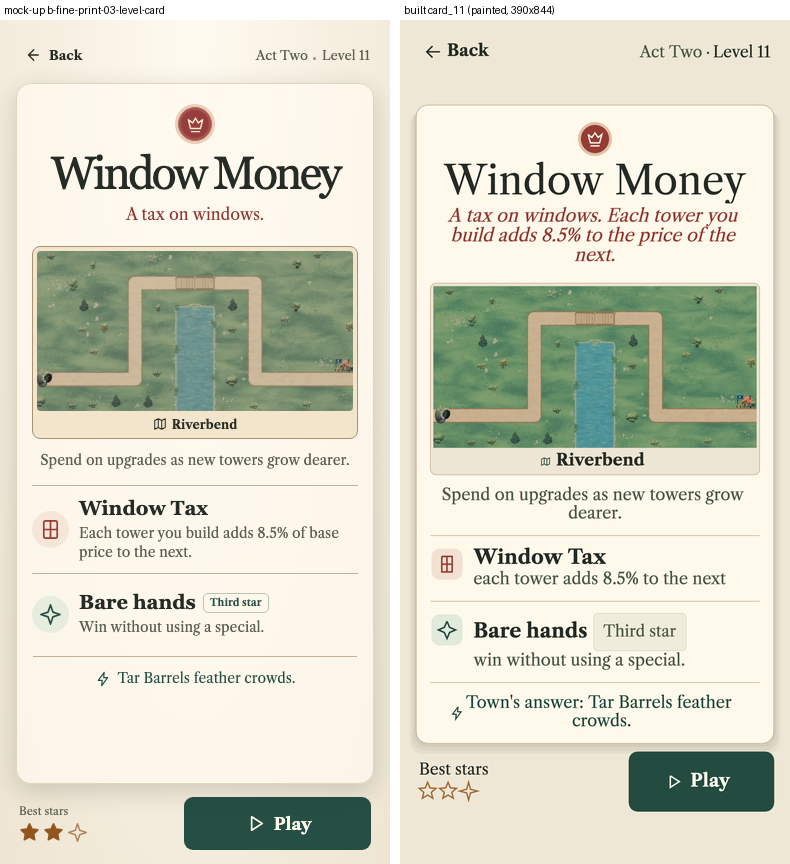 mock-up b-fine-print-03-level-card
Back
Act Two . Level 11
Window Money
A tax on windows.
Riverbend
Spend on upgrades as new towers grow dearer.
Window Tax
Each tower you build adds 8.5% of base
price to the next.
Bare hands Third star
Win without using a special.
Tar Barrels feather crowds.
Best stars
Play
built card_11 (painted, 390x844)
Back
Act Two · Level 11
Window Money
A tax on windows. Each tower you
build adds 8.5% to the price of the
next.
Riverbend
Spend on upgrades as new towers grow
dearer.
Window Tax
each tower adds 8.5% to the next
Bare hands Third star
win without using a special.
Town's answer: Tar Barrels feather
crowds.
Best stars
Play